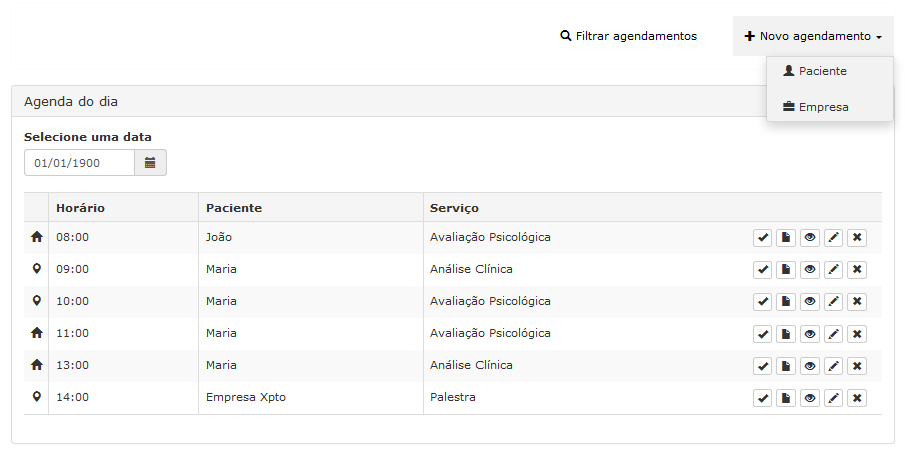 Filtrar agendamentos
Novo agendamento
Paciente
Empresa
Agenda do dia
Selecione uma data
01/01/1900
Horário Paciente Serviço
08:00 João Avaliação Psicológica
09:00 Maria Análise Clínica
10:00 Maria Avaliação Psicológica
11:00 Maria Avaliação Psicológica
13:00 Maria Análise Clínica
14:00 Empresa Xpto Palestra